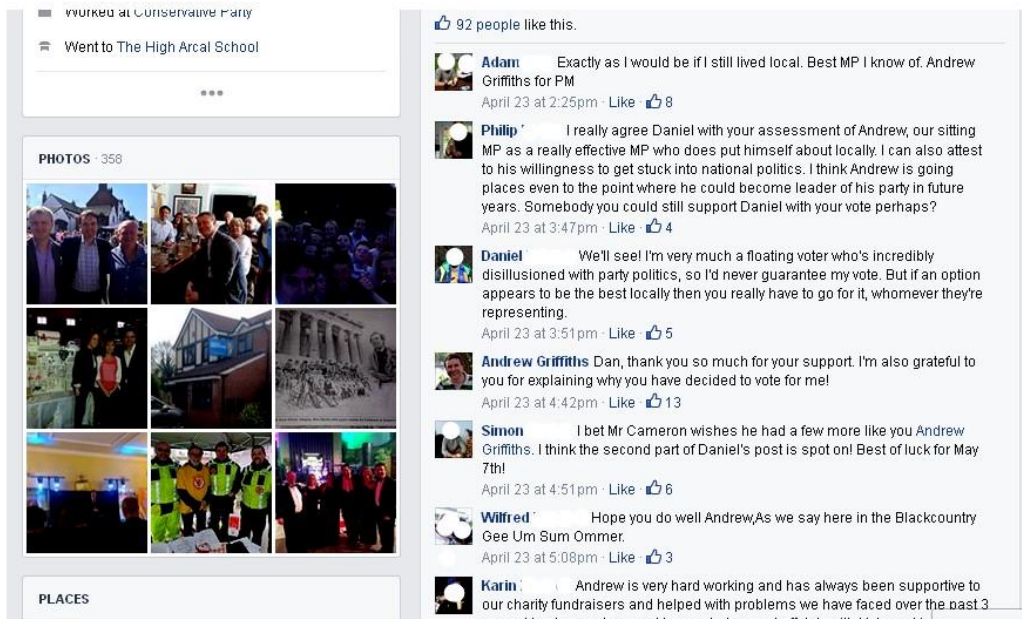 Worked at Conservative Party
Went to The High Arcal School
PHOTOS · 358
PLACES
92 people like this.
Adam Exactly as I would be if I still lived local. Best MP I know of. Andrew
Griffiths for PM
April 23 at 2:25pm · Like · 8
Philip I really agree Daniel with your assessment of Andrew, our sitting
MP as a really effective MP who does put himself about locally. I can also attest
to his willingness to get stuck into national politics. I think Andrew is going
places even to the point where he could become leader of his party in future
years. Somebody you could still support Daniel with your vote perhaps?
April 23 at 3:47pm · Like · 4
Daniel We'll see! I'm very much a floating voter who's incredibly
disillusioned with party politics, so I'd never guarantee my vote. But if an option
appears to be the best locally then you really have to go for it, whomever they're
representing.
April 23 at 3:51pm · Like · 5
Andrew Griffiths Dan, thank you so much for your support. I'm also grateful to
you for explaining why you have decided to vote for me!
April 23 at 4:42pm · Like · 13
Simon I bet Mr Cameron wishes he had a few more like you Andrew
Griffiths. I think the second part of Daniel's post is spot on! Best of luck for May
7th!
April 23 at 4:51pm · Like · 6
Wilfred Hope you do well Andrew,As we say here in the Blackcountry
Gee Um Sum Ommer.
April 23 at 5:08pm · Like · 3
Karin Andrew is very hard working and has always been supportive to
our charity fundraisers and helped with problems we have faced over the past 3